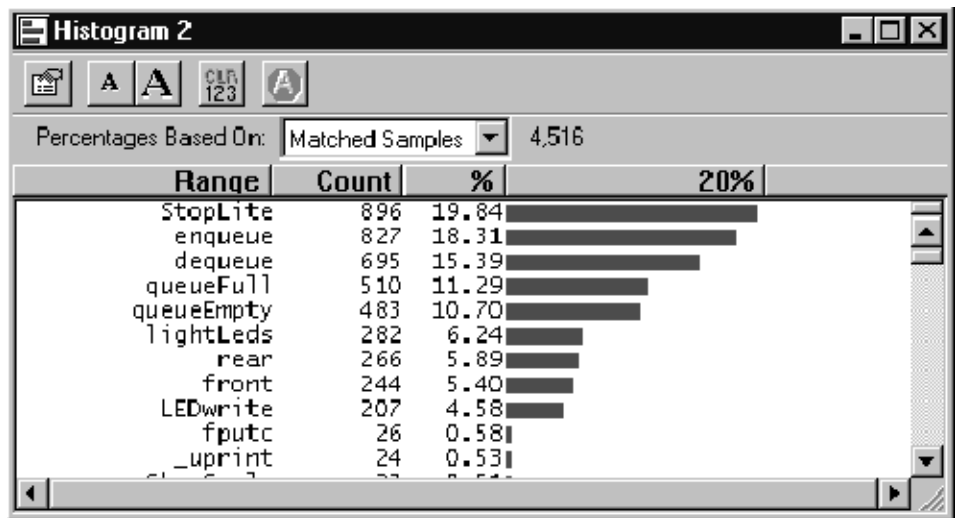 Histogram 2
A A CLR 123 A
Percentages Based On: Matched Samples 4,516
Range Count % 20%
StopLite 896 19.84
enqueue 827 18.31
dequeue 695 15.39
queueFull 510 11.29
queueEmpty 483 10.70
lightLeds 282 6.24
rear 266 5.89
front 244 5.40
LEDwrite 207 4.58
fputc 26 0.58
_uprint 24 0.53